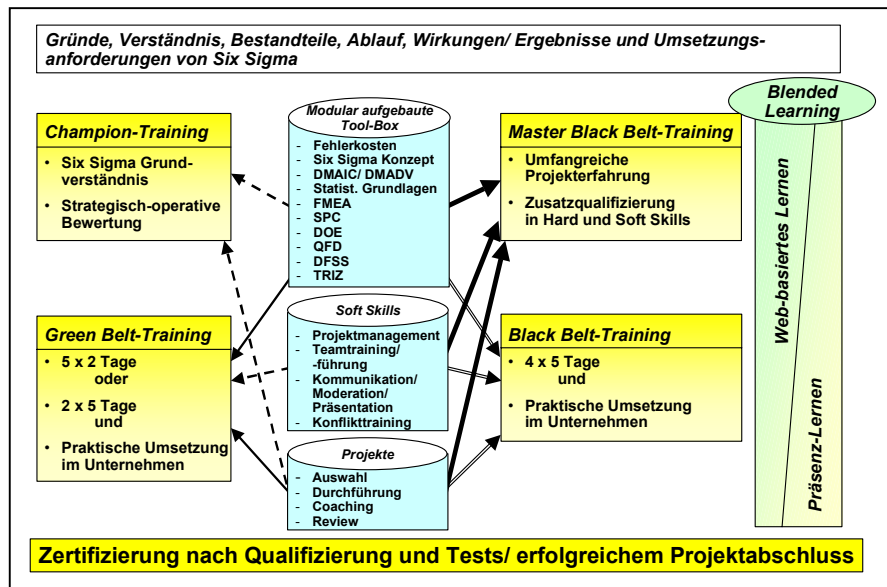 Gründe, Verständnis, Bestandteile, Ablauf, Wirkungen/ Ergebnisse und Umsetzungs-
anforderungen von Six Sigma
Champion-Training
• Six Sigma Grund-
verständnis
• Strategisch-operative
Bewertung
Green Belt-Training
• 5 x 2 Tage
oder
• 2 x 5 Tage
und
• Praktische Umsetzung
im Unternehmen
Modular aufgebaute
Tool-Box
- Fehlerkosten
- Six Sigma Konzept
- DMAIC/ DMADV
- Statist. Grundlagen
- FMEA
- SPC
- DOE
- QFD
- DFSS
- TRIZ
Soft Skills
- Projektmanagement
- Teamtraining/
-führung
- Kommunikation/
Moderation/
Präsentation
- Konflikttraining
Projekte
- Auswahl
- Durchführung
- Coaching
- Review
Master Black Belt-Training
• Umfangreiche
Projekterfahrung
• Zusatzqualifizierung
in Hard und Soft Skills
Black Belt-Training
• 4 x 5 Tage
und
• Praktische Umsetzung
im Unternehmen
Blended
Learning
Web-basiertes Lernen
Präsenz-Lernen
Zertifizierung nach Qualifizierung und Tests/ erfolgreichem Projektabschluss